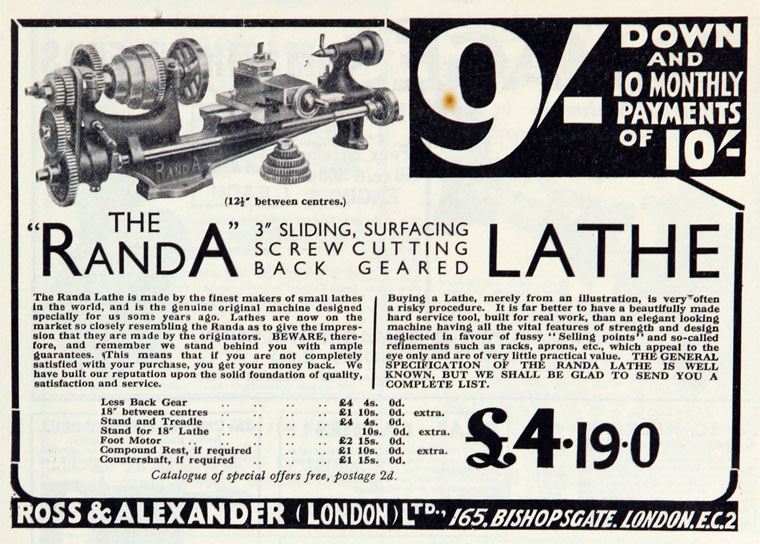 9/-
DOWN
AND
10 MONTHLY
PAYMENTS
OF 10/-
RANDA
(12½" between centres.)
THE
"RANDA"
3" SLIDING, SURFACING
SCREWCUTTING
BACK GEARED
LATHE
The Randa Lathe is made by the finest makers of small lathes
in the world, and is the genuine original machine designed
specially for us some years ago. Lathes are now on the
market so closely resembling the Randa as to give the impres-
sion that they are made by the originators. BEWARE, there-
fore, and remember we stand behind you with ample
guarantees. (This means that if you are not completely
satisfied with your purchase, you get your money back. We
have built our reputation upon the solid foundation of quality,
satisfaction and service.
Buying a Lathe, merely from an illustration, is very often
a risky procedure. It is far better to have a beautifully made
hard service tool, built for real work, than an elegant looking
machine having all the vital features of strength and design
neglected in favour of fussy "Selling points" and so-called
refinements such as racks, aprons, etc., which appeal to the
eye only and are of very little practical value. THE GENERAL
SPECIFICATION OF THE RANDA LATHE IS WELL
KNOWN, BUT WE SHALL BE GLAD TO SEND YOU A
COMPLETE LIST.
Less Back Gear .. .. .. .. £4 4s. 0d.
18" between centres .. .. .. .. £1 10s. 0d. extra.
Stand and Treadle .. .. .. .. £4 4s. 0d.
Stand for 18" Lathe .. .. .. .. 10s. 0d. extra.
Foot Motor .. .. .. .. £2 15s. 0d.
Compound Rest, if required .. .. .. £1 10s. 0d. extra.
Countershaft, if required .. .. .. £1 15s. 0d.
£4·19·0
Catalogue of special offers free, postage 2d.
ROSS & ALEXANDER (LONDON) LTD., 165, BISHOPSGATE. LONDON. E.C.2